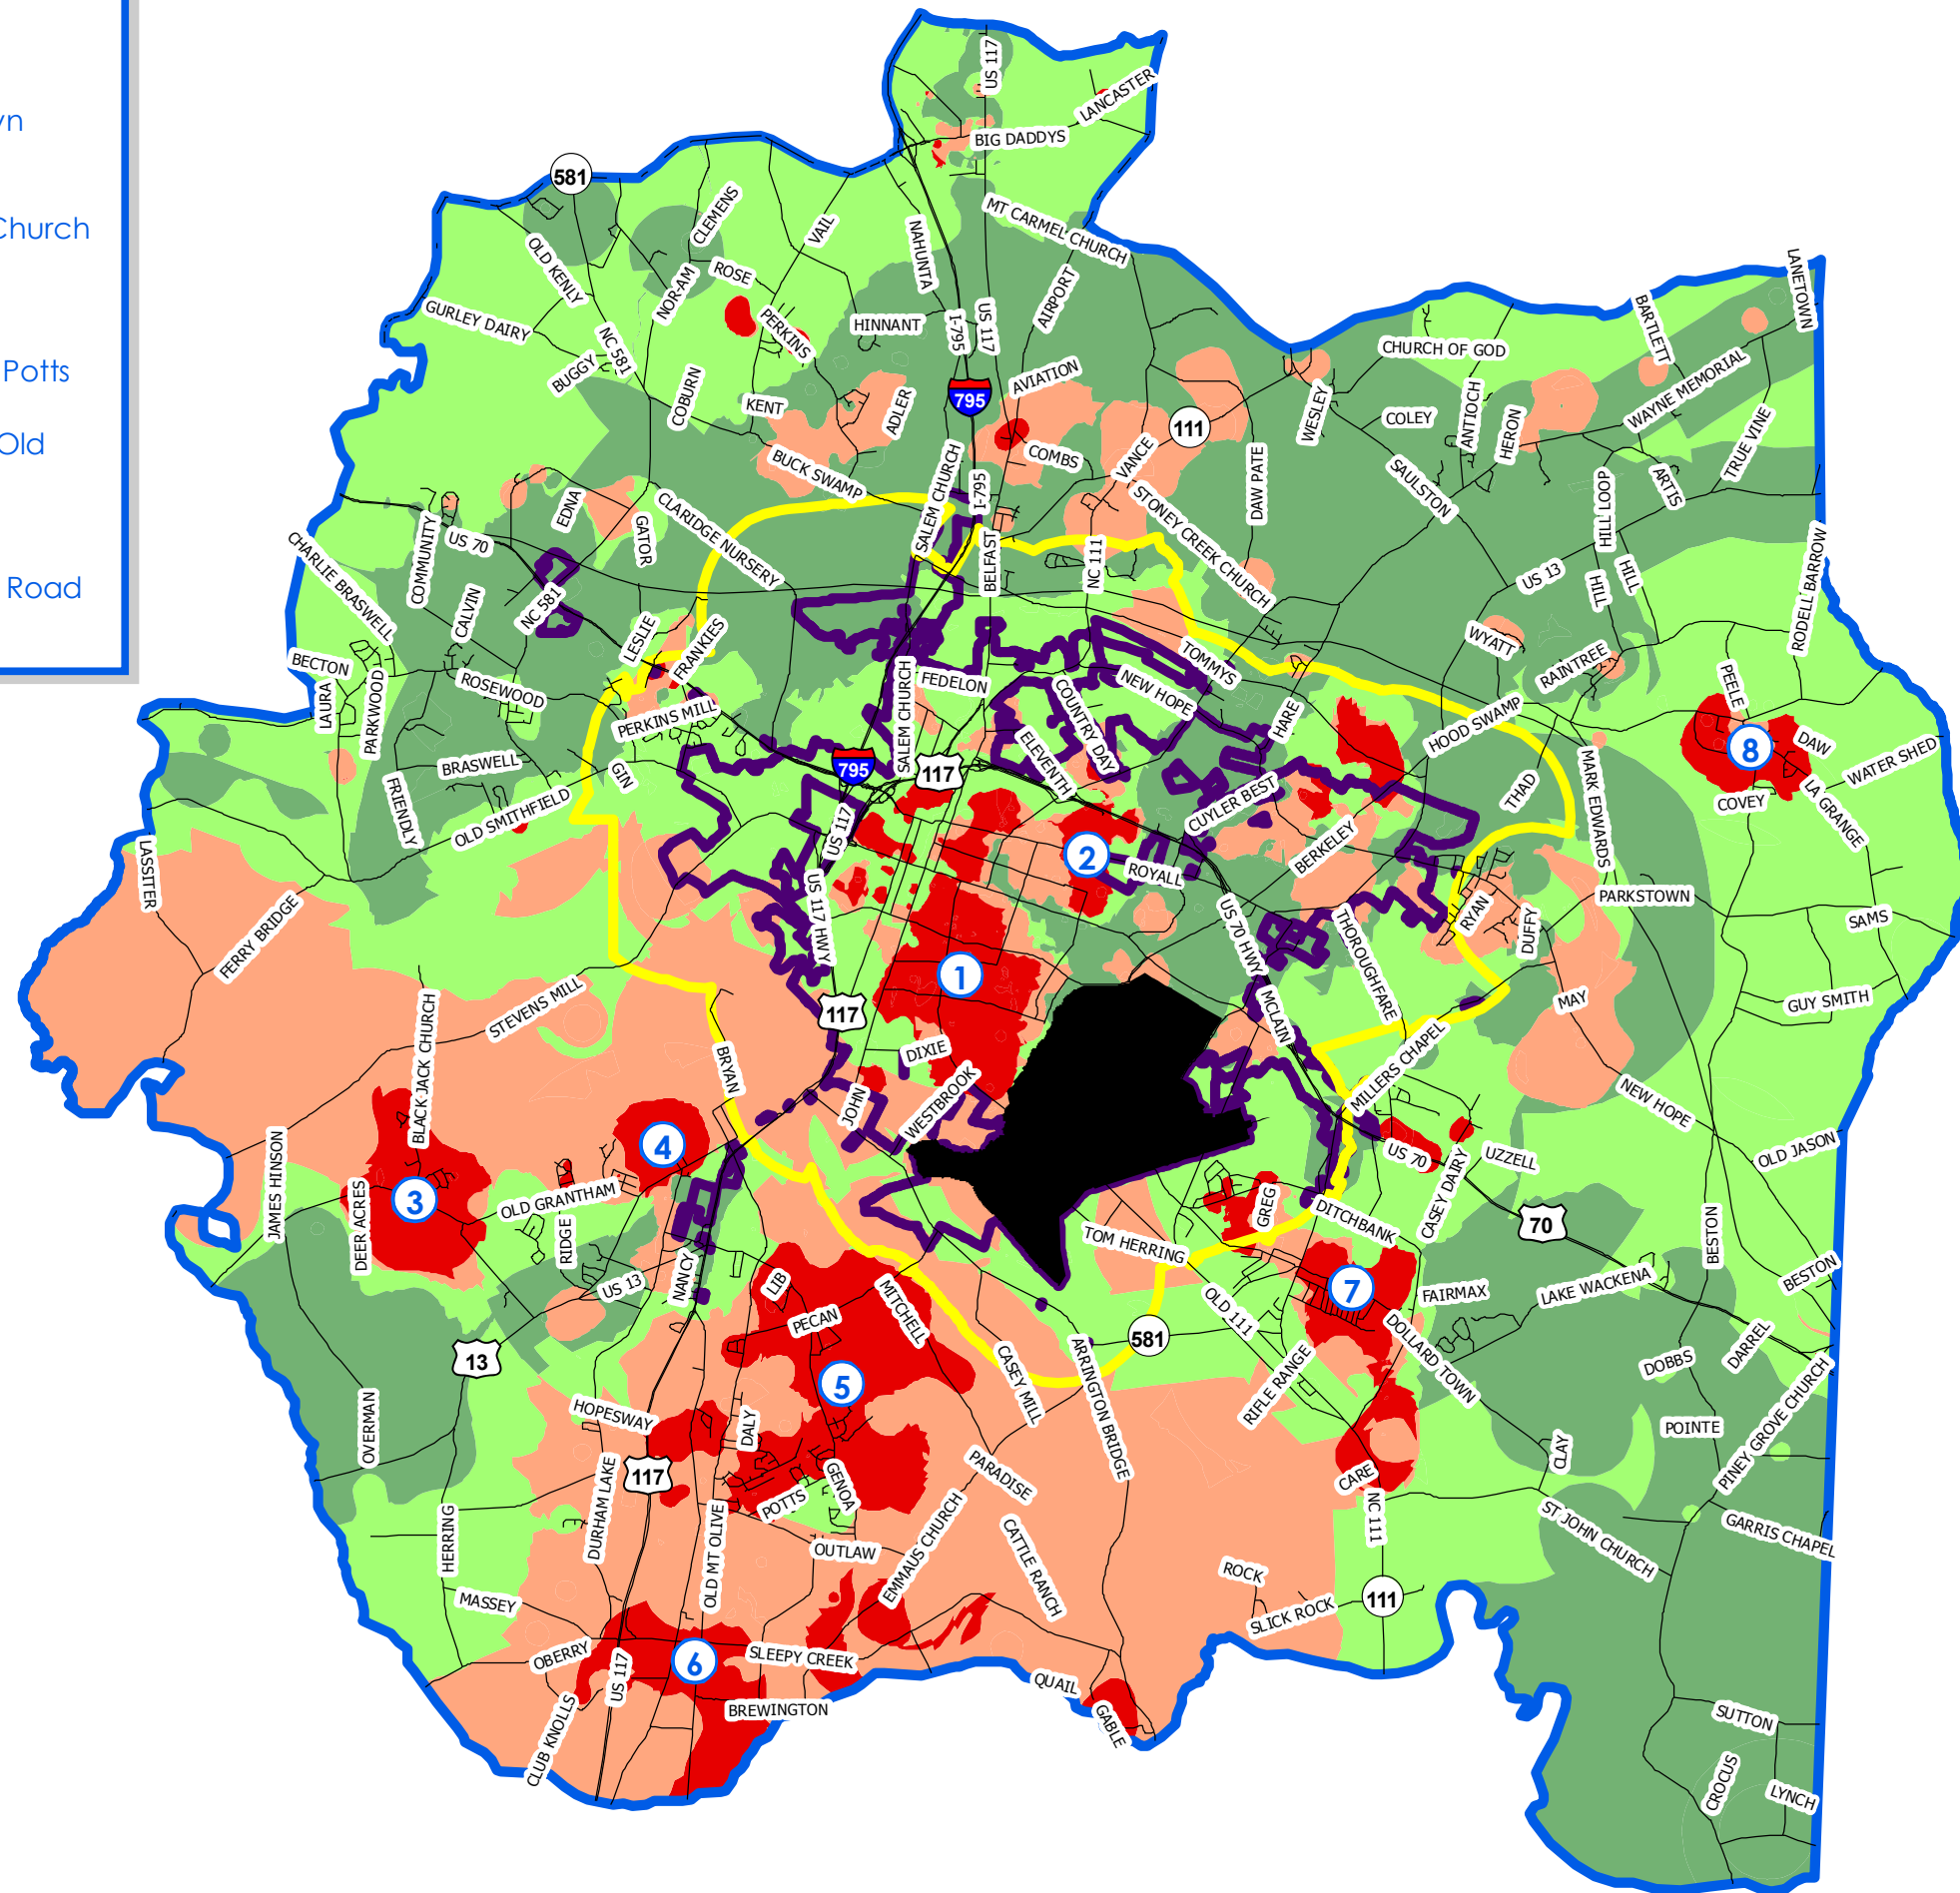 wn
Church
Potts
Old
Road
US 117
LANCASTER
BIG DADDYS
581
CLEMENS
VAIL
NAHUNTA
MT CARMEL CHURCH
OLD KENLY
NOR-AM
ROSE
AIRPORT
LANETOWN
GURLEY DAIRY
NC 581
PERKINS
HINNANT
I-795
US 117
BARTLETT
CHURCH OF GOD
BUGGY
COBURN
KENT
ADLER
795
AVIATION
WESLEY
COLEY
ANTIOCH
HERON
WAYNE MEMORIAL
TRUE VINE
111
VANCE
COMBS
BUCK SWAMP
SALEM CHURCH
I-795
DAW PATE
SAULSTON
HILL LOOP
ARTIS
EDNA
GATOR
CLARIDGE NURSERY
STONEY CREEK CHURCH
US 70
COMMUNITY
CHARLIE BRASWELL
BELFAST
NC 111
US 13
HILL
HILL
RODELL BARROW
CALVIN
NC 581
LESLIE
FRANKIES
TOMMYS
WYATT
RAINTREE
BECTON
LAURA
PARKWOOD
ROSEWOOD
PERKINS MILL
SALEM CHURCH
FEDELON
COUNTRY DAY
NEW HOPE
HARE
HOOD SWAMP
PEELE
8
DAW
WATER SHED
BRASWELL
GIN
795
117
ELEVENTH
CUYLER BEST
THAD
MARK EDWARDS
COVEY
LA GRANGE
FRIENDLY
OLD SMITHFIELD
US 117
2
ROYALL
BERKELEY
LASSITER
FERRY BRIDGE
US 117 HWY
US 70 HWY
THOROUGHFARE
RYAN
DUFFY
PARKSTOWN
SAMS
1
STEVENS MILL
117
MCLAIN
MAY
GUY SMITH
BLACK JACK CHURCH
BRYAN
DIXIE
JOHN
WESTBROOK
MILLERS CHAPEL
NEW HOPE
OLD JASON
JAMES HINSON
4
US 70
UZZELL
3
DEER ACRES
OLD GRANTHAM
RIDGE
GREG
DITCHBANK
CASEY DAIRY
70
BESTON
TOM HERRING
US 13
NANCY
LIB
MITCHELL
7
OLD 111
FAIRMAX
LAKE WACKENA
BESTON
PECAN
581
DOLLARD TOWN
13
5
CASEY MILL
ARRINGTON BRIDGE
RIFLE RANGE
DOBBS
DARREL
OVERMAN
HOPESWAY
DALY
POINTE
PINEY GROVE CHURCH
117
GENOA
PARADISE
CARE
CLAY
POTTS
HERRING
DURHAM LAKE
OLD MT OLIVE
OUTLAW
EMMAUS CHURCH
CATTLE RANCH
NC 111
ST JOHN CHURCH
GARRIS CHAPEL
MASSEY
ROCK
SLICK ROCK
111
OBERRY
US 117
6
SLEEPY CREEK
QUAIL
GABLE
BREWINGTON
CLUB KNOLLS
SUTTON
CROCUS
LYNCH